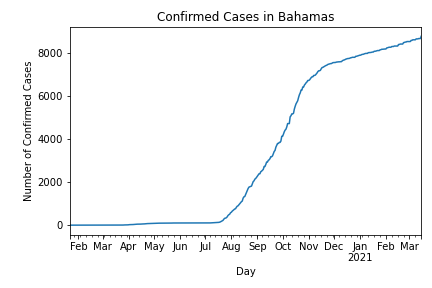 Confirmed Cases in Bahamas
Number of Confirmed Cases
8000
6000
4000
2000
0
Feb Mar Apr May Jun Jul Aug Sep Oct Nov Dec Jan Feb Mar
2021
Day